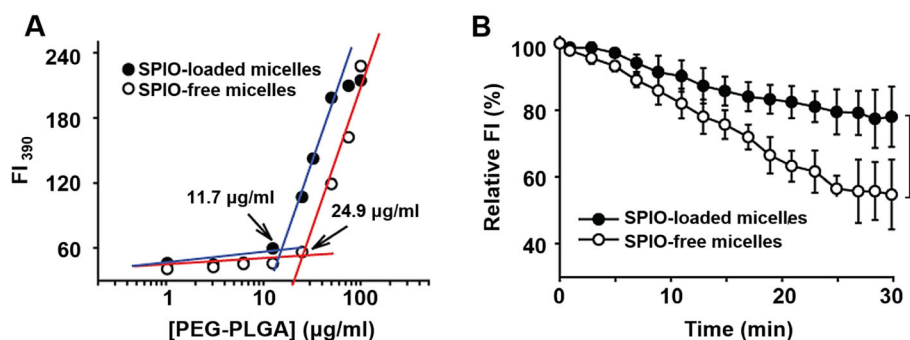 A
240
180
120
60
FI 390
SPIO-loaded micelles
SPIO-free micelles
11.7 µg/ml
24.9 µg/ml
1
10
100
[PEG-PLGA] (µg/ml)
B
100
80
60
40
Relative FI (%)
SPIO-loaded micelles
SPIO-free micelles
0
10
20
30
Time (min)